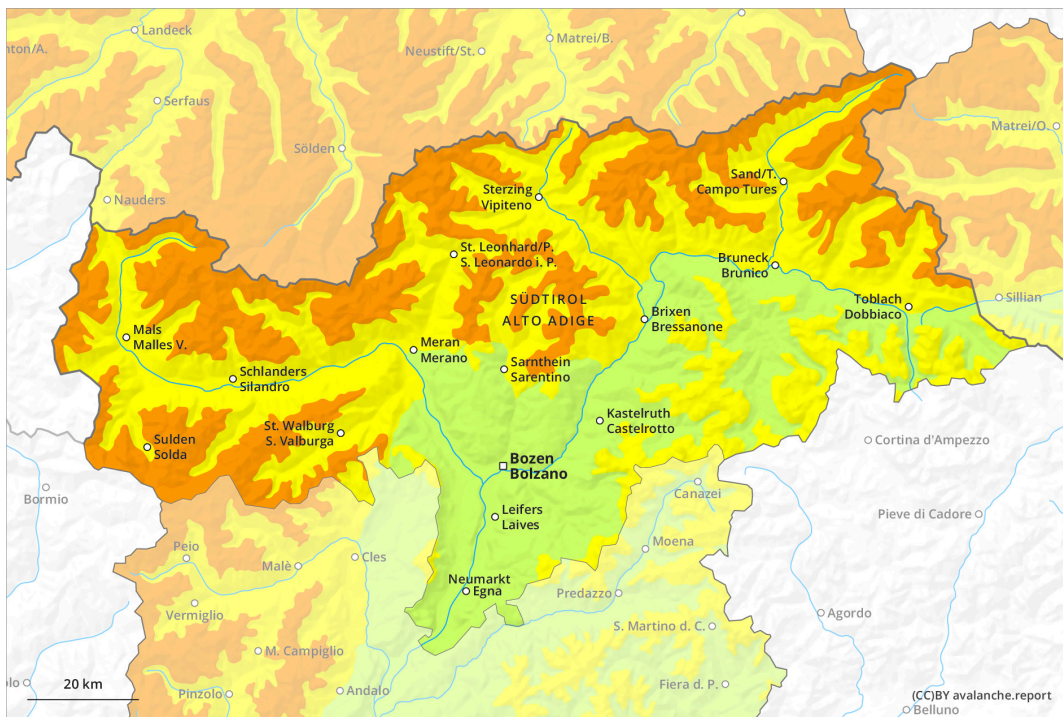 Landeck
Matrei/B.
nton/A.
Neustift/St.
Serfaus
Matrei/O.
Sölden
Sand/T.
Campo Tures
Sterzing
Vipiteno
Nauders
St. Leonhard/P.
S. Leonardo i. P.
Bruneck
Brunico
SÜDTIROL
ALTO ADIGE
Toblach
Dobbiaco
Sillian
Brixen
Bressanone
Mals
Malles V.
Meran
Merano
Sarnthein
Sarentino
Schlanders
Silandro
Kastelruth
Castelrotto
St. Walburg
S. Valburga
Sulden
Solda
Cortina d'Ampezzo
Bozen
Bolzano
Bormio
Canazei
Leifers
Laives
Pieve di Cadore
Moena
Peio
Cles
Malè
Neumarkt
Egna
Predazzo
Vermiglio
Agordo
S. Martino d. C.
M. Campiglio
20 km
Pinzolo
Andalo
Fiera d. P.
(CC)BY avalanche.report
olo
Belluno